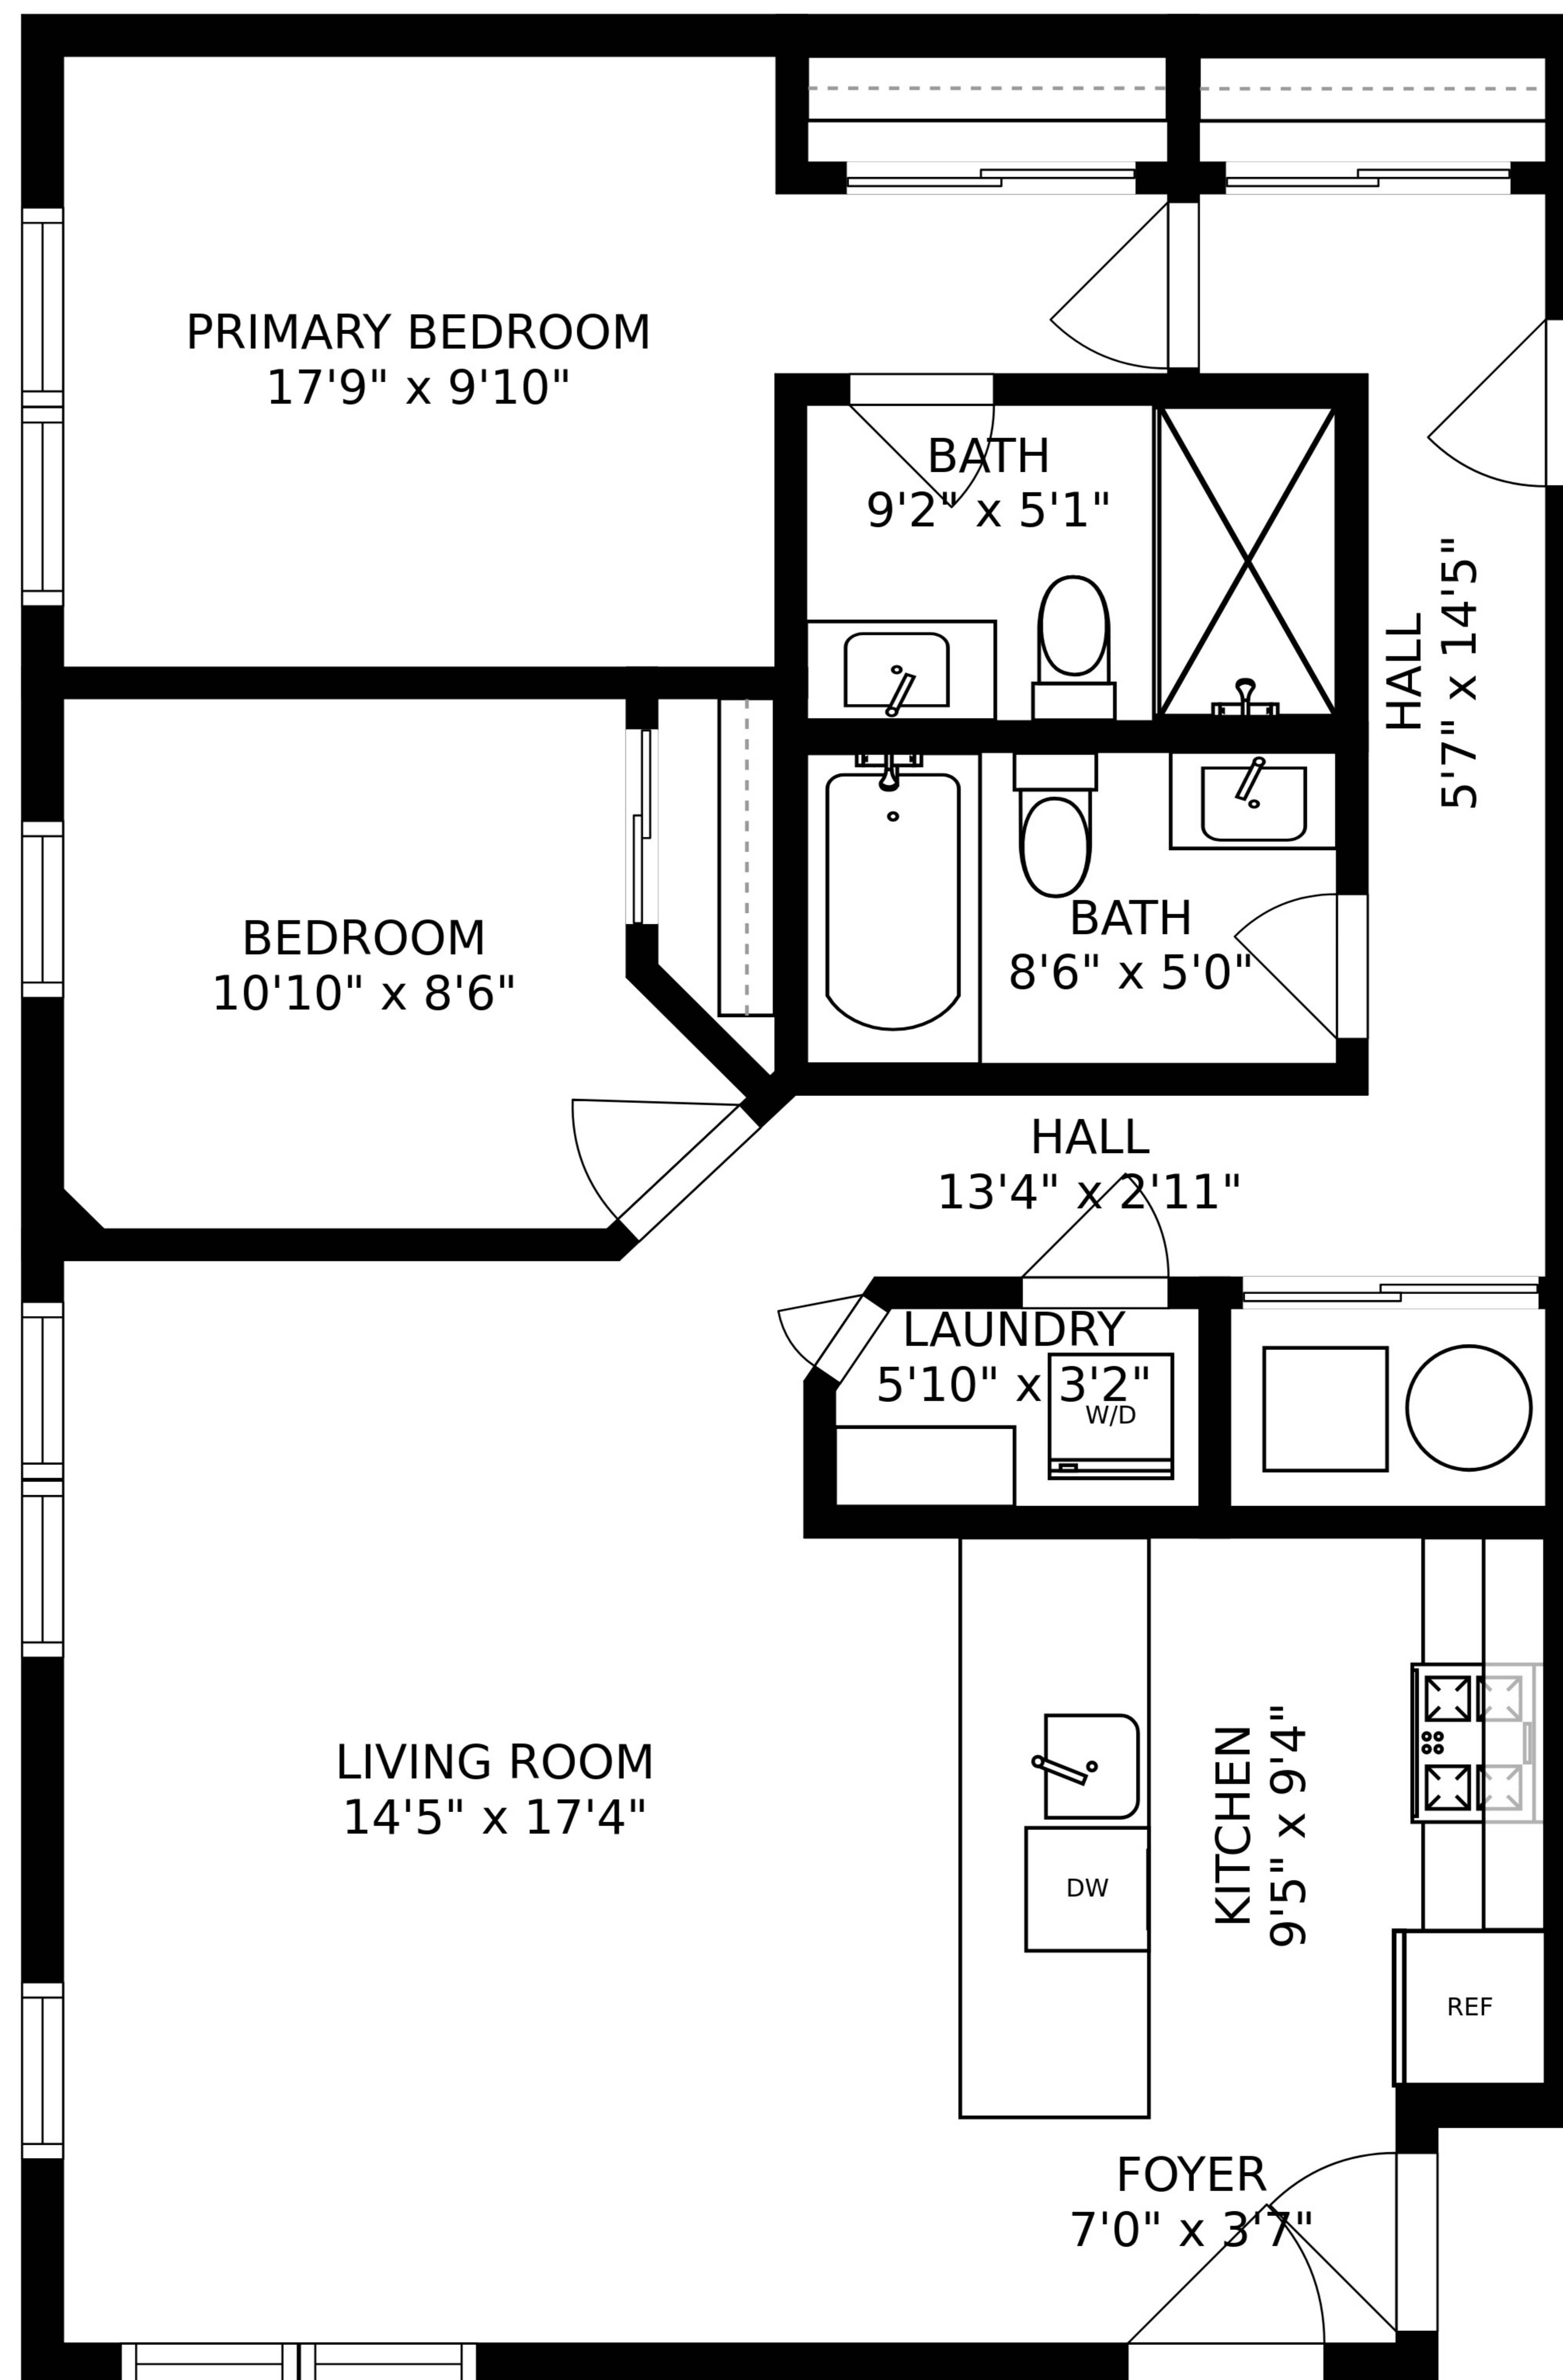 PRIMARY BEDROOM
17'9" x 9'10"
BATH
9'2" x 5'1"
HALL
5'7" x 14'5"
BEDROOM
10'10" x 8'6"
BATH
8'6" x 5'0"
HALL
13'4" x 2'11"
LAUNDRY
5'10" x 3'2"
W/D
LIVING ROOM
14'5" x 17'4"
KITCHEN
9'5" x 9'4"
DW
REF
FOYER
7'0" x 3'7"